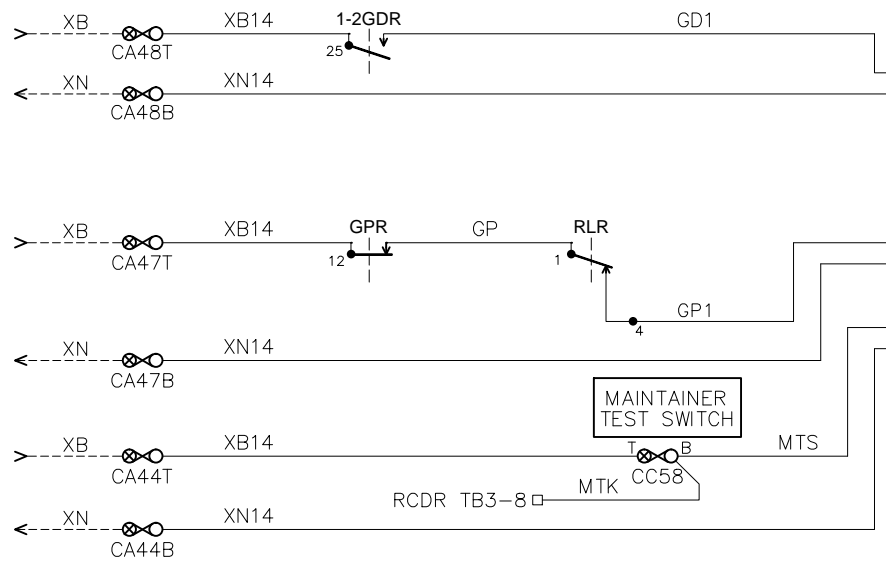 XB XB14 1-2GDR GD1
CA48T 25
XN XN14
CA48B
XB XB14 GPR GP RLR
CA47T 12 1
GP1
4
XN XN14
CA47B
MAINTAINER
TEST SWITCH
XB XB14 T B MTS
CA44T CC58
RCDR TB3-8 MTK
XN XN14
CA44B